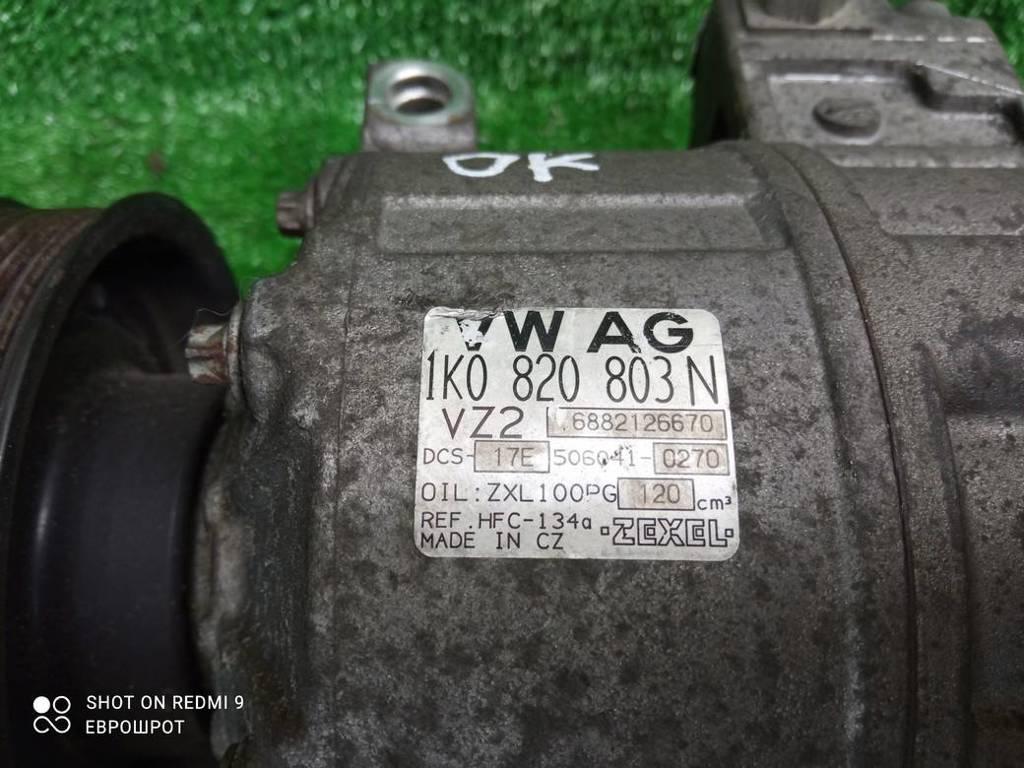 OK
VW AG
1K0 820 803 N
VZ2 .6882126670
DCS-17E 506041-0270
OIL:ZXL100PG 120 cm³
REF.HFC-134a ·ZEXEL·
MADE IN CZ
SHOT ON REDMI 9
ЕВРОШРОТ